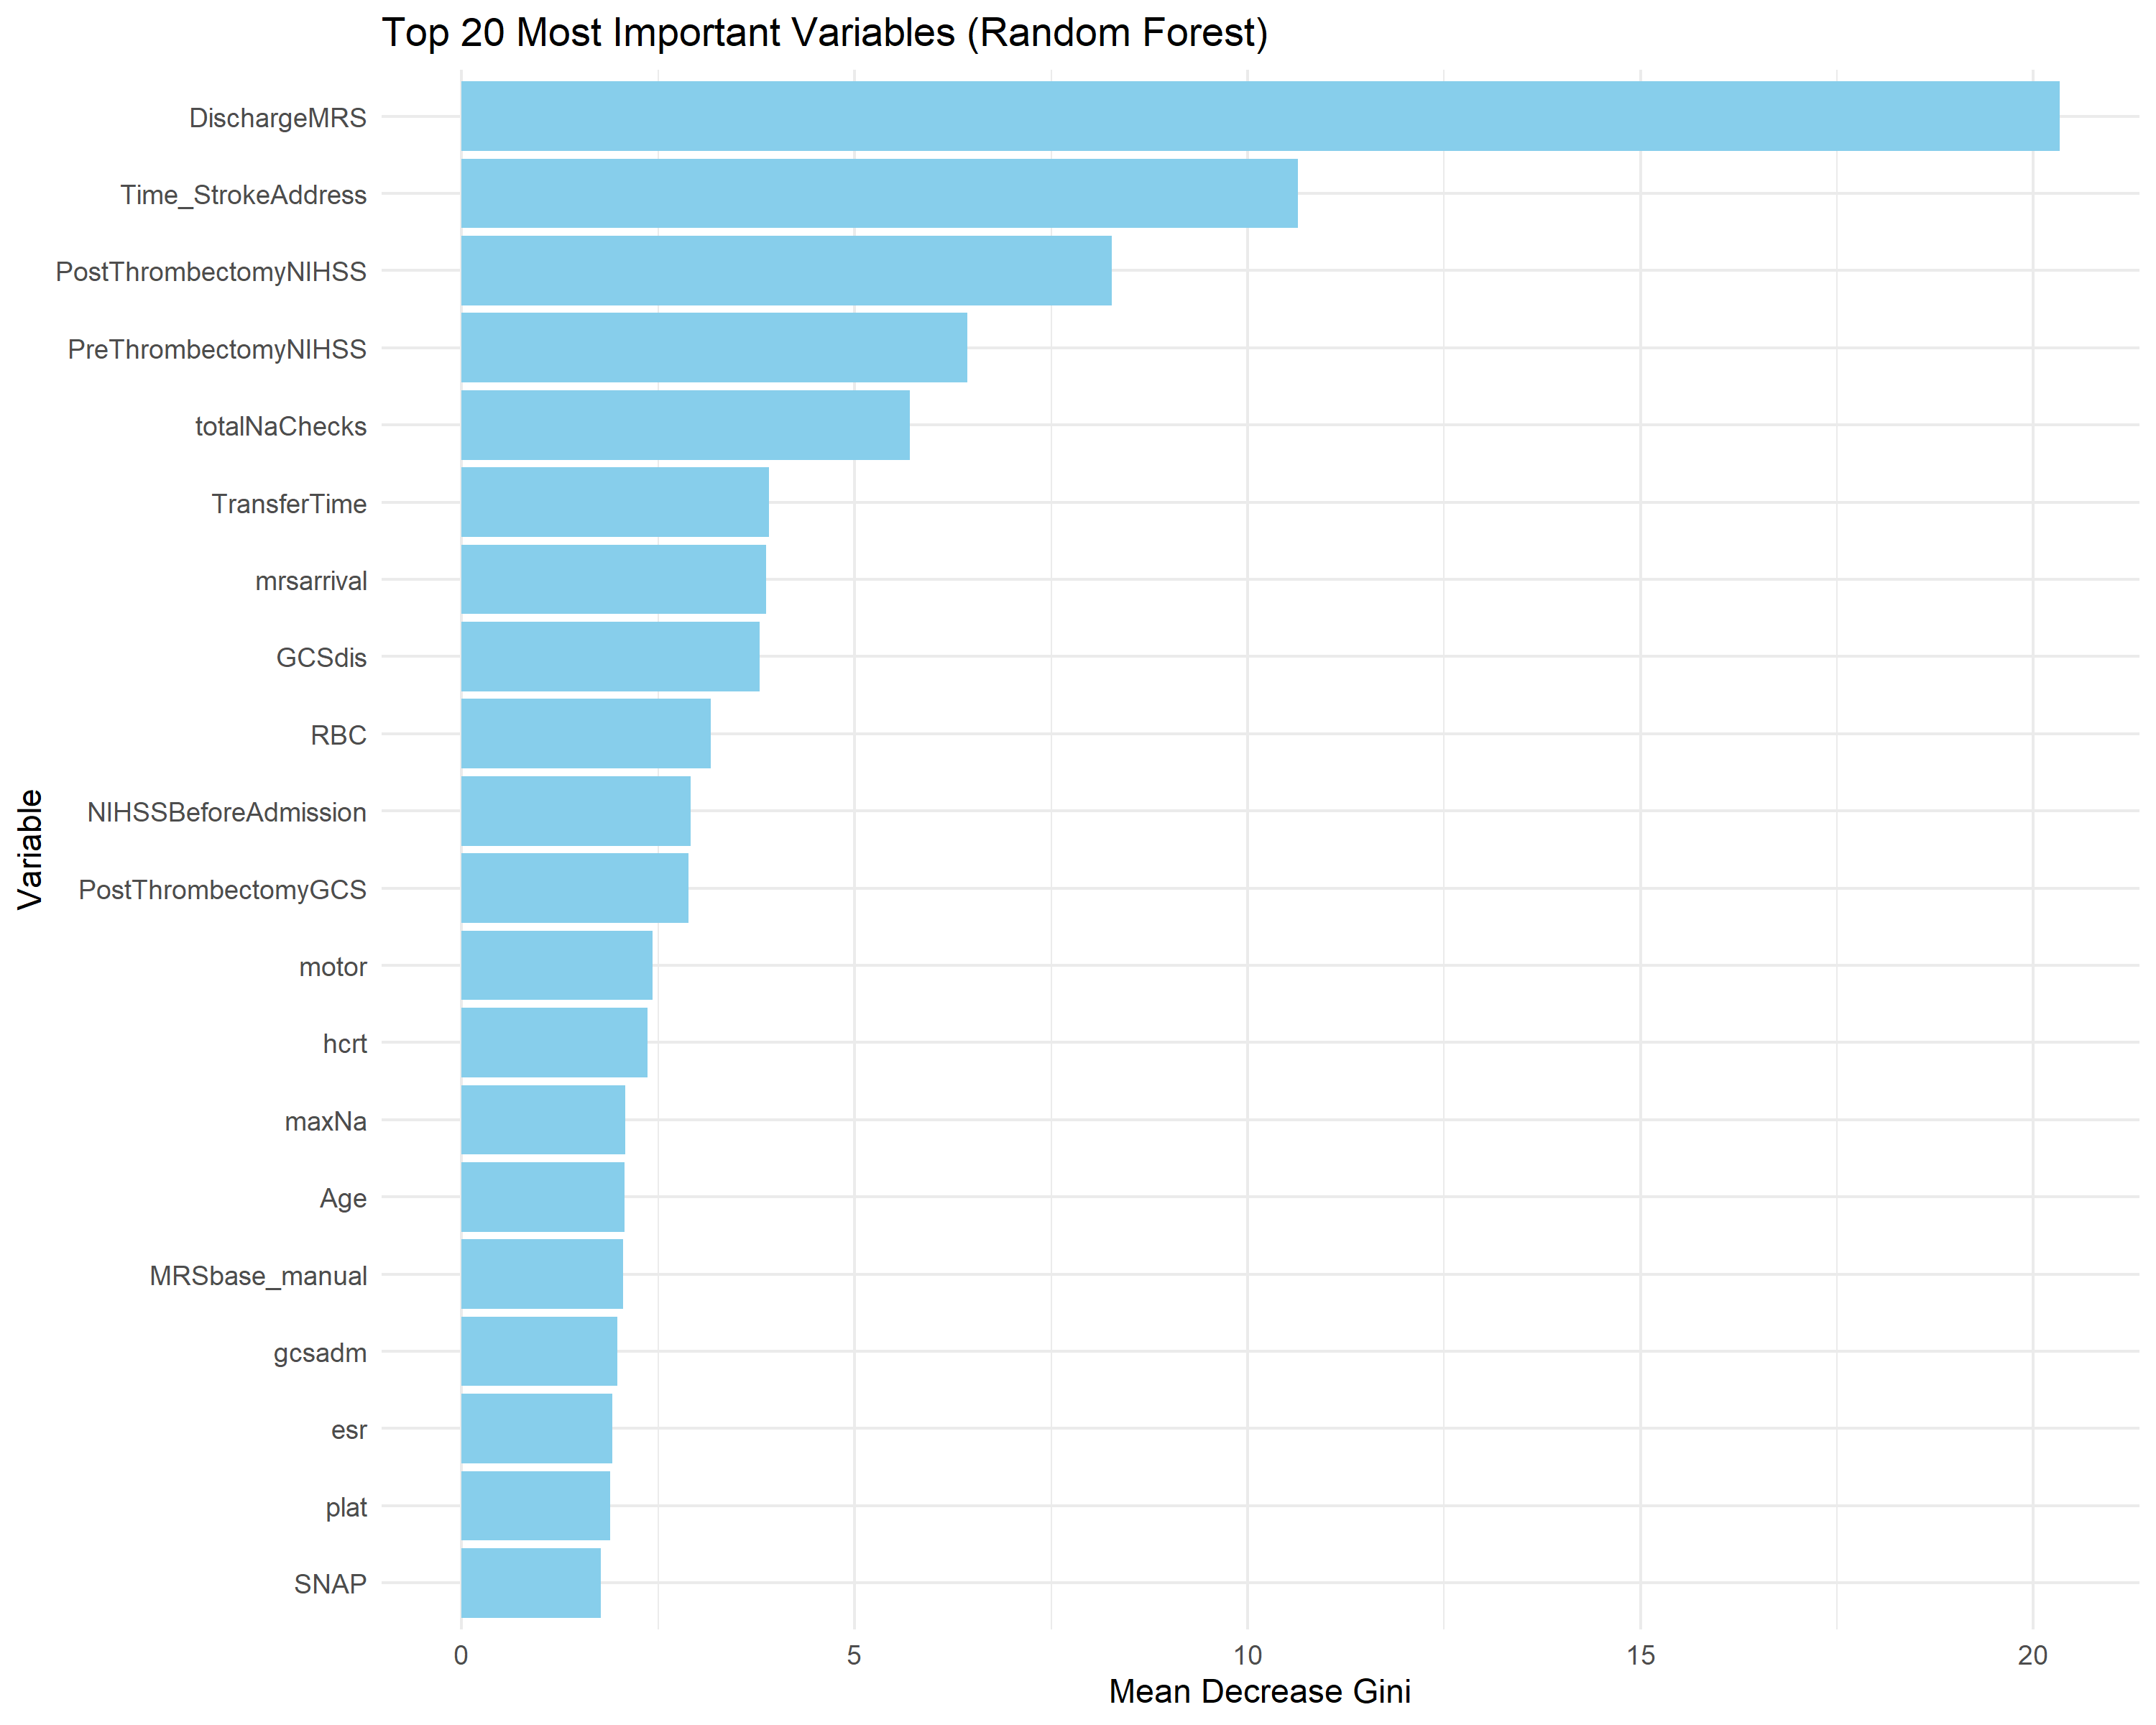 Top 20 Most Important Variables (Random Forest)
DischargeMRS
Time_StrokeAddress
PostThrombectomyNIHSS
PreThrombectomyNIHSS
totalNaChecks
TransferTime
mrsarrival
GCSdis
RBC
NIHSSBeforeAdmission
PostThrombectomyGCS
motor
hcrt
maxNa
Age
MRSbase_manual
gcsadm
esr
plat
SNAP
Variable
0 5 10 15 20
Mean Decrease Gini